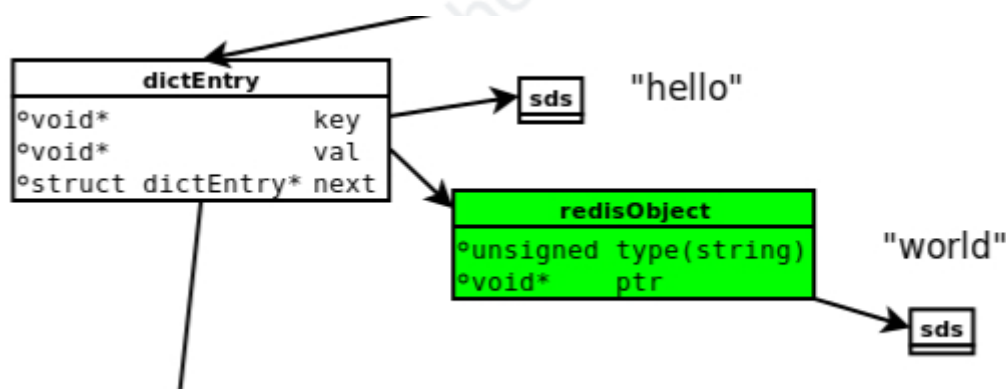 dictEntry
void* key
void* val
struct dictEntry* next
sds
"hello"
redisObject
unsigned type(string)
void* ptr
"world"
sds